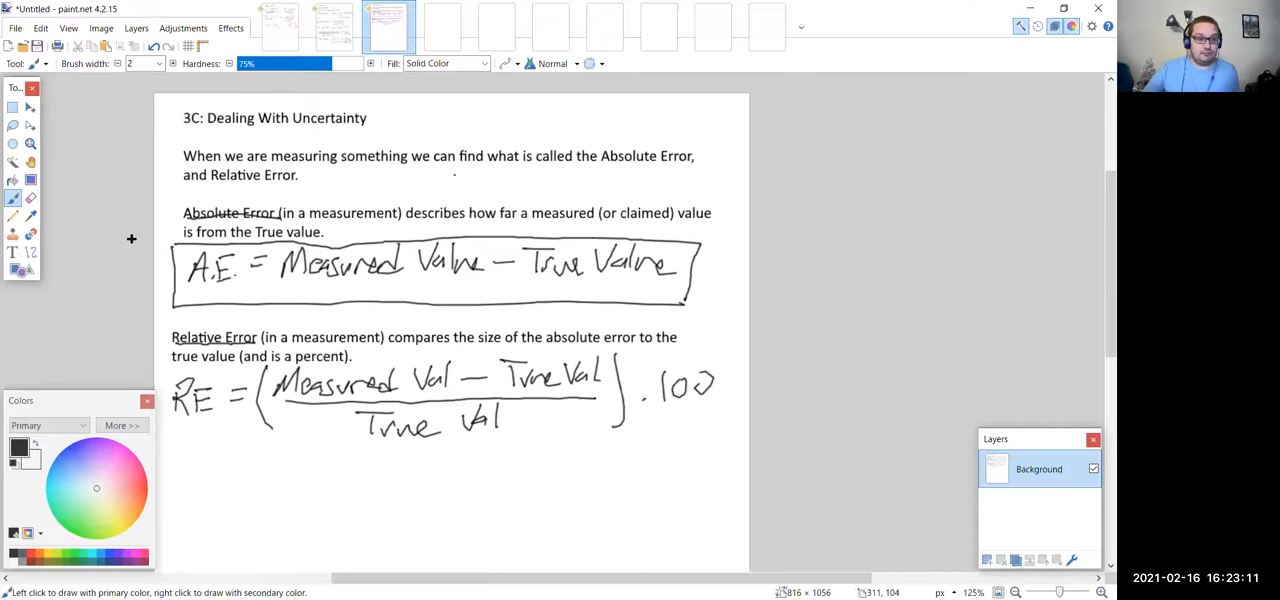 *Untitled - paint.net 4.2.15
File Edit View Image Layers Adjustments Effects
Tool: Brush width: 2 Hardness: 75% Fill: Solid Color Normal
To...
3C: Dealing With Uncertainty
When we are measuring something we can find what is called the Absolute Error,
and Relative Error.
Absolute Error (in a measurement) describes how far a measured (or claimed) value
is from the True value.
A.E. = Measured Value - True Value
Relative Error (in a measurement) compares the size of the absolute error to the
true value (and is a percent).
RE = (Measured Val - True Val
True Val) . 100
Colors
Primary More >>
Layers
Background
2021-02-16 16:23:11
Left click to draw with primary color, right click to draw with secondary color. 816 × 1056 311, 104 px 125%